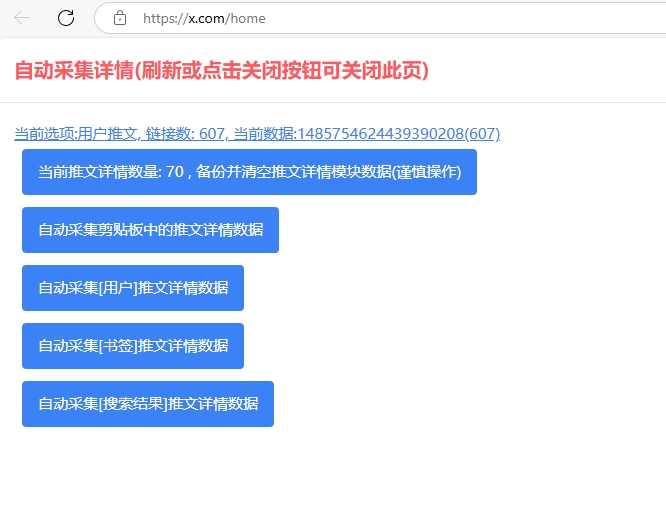 https://x.com/home
自动采集详情(刷新或点击关闭按钮可关闭此页)
当前选项:用户推文, 链接数: 607, 当前数据:1485754624439390208(607)
当前推文详情数量: 70 , 备份并清空推文详情模块数据(谨慎操作)
自动采集剪贴板中的推文详情数据
自动采集[用户]推文详情数据
自动采集[书签]推文详情数据
自动采集[搜索结果]推文详情数据